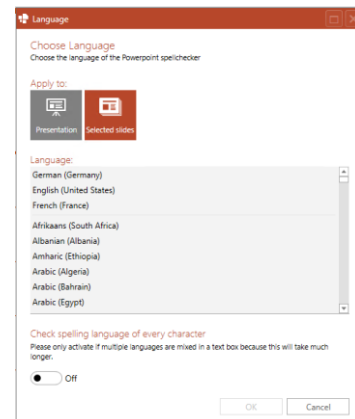 Language
Choose Language
Choose the language of the Powerpoint spellchecker
Apply to:
Presentation
Selected slides
Language:
German (Germany)
English (United States)
French (France)
Afrikaans (South Africa)
Albanian (Albania)
Amharic (Ethiopia)
Arabic (Algeria)
Arabic (Bahrain)
Arabic (Egypt)
Check spelling language of every character
Please only activate if multiple languages are mixed in a text box because this will take much
longer.
Off
OK
Cancel